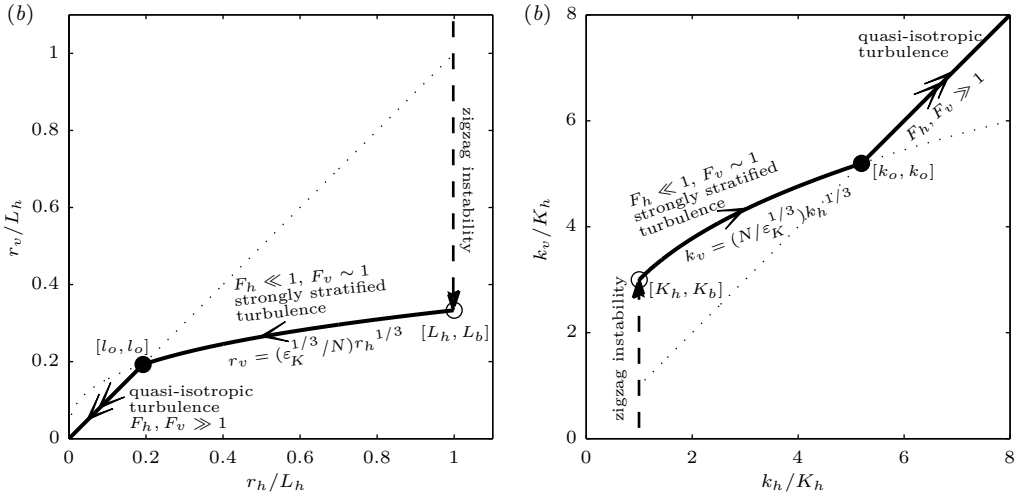 (b)
1
0.8
0.6
0.4
0.2
0
r_v/L_h
0 0.2 0.4 0.6 0.8 1
r_h/L_h
zigzag instability
F_h ≪ 1, F_v ∼ 1
strongly stratified
turbulence
[L_h, L_b]
r_v = (ε_K^{1/3}/N)r_h^{1/3}
[l_o, l_o]
quasi-isotropic
turbulence
F_h, F_v ≫ 1
(b)
8
6
4
2
0
k_v/K_h
0 2 4 6 8
k_h/K_h
quasi-isotropic
turbulence
F_h, F_v ≫ 1
[k_o, k_o]
F_h ≪ 1, F_v ∼ 1
strongly stratified
turbulence
k_v = (N/ε_K^{1/3})k_h^{1/3}
[K_h, K_b]
zigzag instability